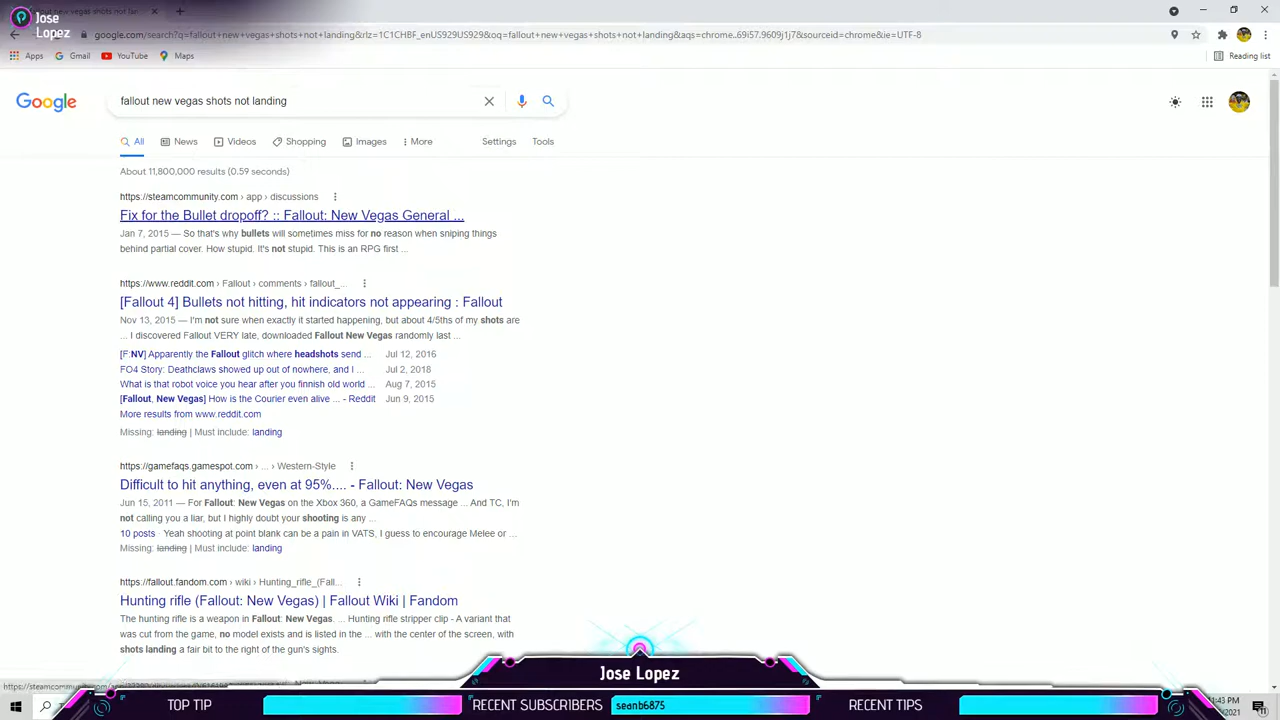 Jose
Lopez
google.com/search?q=fallout+new+vegas+shots+not+landing&rlz=1C1CHBF_enUS929US929&oq=fallout+new+vegas+shots+not+landing&aqs=chrome..69i57.9609j1j7&sourceid=chrome&ie=UTF-8
Apps Gmail YouTube Maps Reading list
Google fallout new vegas shots not landing
All News Videos Shopping Images More Settings Tools
About 11,800,000 results (0.59 seconds)
https://steamcommunity.com › app › discussions
Fix for the Bullet dropoff? :: Fallout: New Vegas General ...
Jan 7, 2015 — So that's why bullets will sometimes miss for no reason when sniping things
behind partial cover. How stupid. It's not stupid. This is an RPG first ...
https://www.reddit.com › Fallout › comments › fallout_...
[Fallout 4] Bullets not hitting, hit indicators not appearing : Fallout
Nov 13, 2015 — I'm not sure when exactly it started happening, but about 4/5ths of my shots are
... I discovered Fallout VERY late, downloaded Fallout New Vegas randomly last ...
[F:NV] Apparently the Fallout glitch where headshots send ... Jul 12, 2016
FO4 Story: Deathclaws showed up out of nowhere, and I ... Jul 2, 2018
What is that robot voice you hear after you finnish old world ... Aug 7, 2015
[Fallout, New Vegas] How is the Courier even alive ... - Reddit Jun 9, 2015
More results from www.reddit.com
Missing: landing | Must include: landing
https://gamefaqs.gamespot.com › ... › Western-Style
Difficult to hit anything, even at 95%.... - Fallout: New Vegas
Jun 15, 2011 — For Fallout: New Vegas on the Xbox 360, a GameFAQs message ... And TC, I'm
not calling you a liar, but I highly doubt your shooting is any ...
10 posts · Yeah shooting at point blank can be a pain in VATS, I guess to encourage Melee or ...
Missing: landing | Must include: landing
https://fallout.fandom.com › wiki › Hunting_rifle_(Fall...
Hunting rifle (Fallout: New Vegas) | Fallout Wiki | Fandom
The hunting rifle is a weapon in Fallout: New Vegas. ... Hunting rifle stripper clip - A variant that
was cut from the game, no model exists and is listed in the ... with the center of the screen, with
shots landing a fair bit to the right of the gun's sights.
Jose Lopez
TOP TIP RECENT SUBSCRIBERS seanb6875 RECENT TIPS